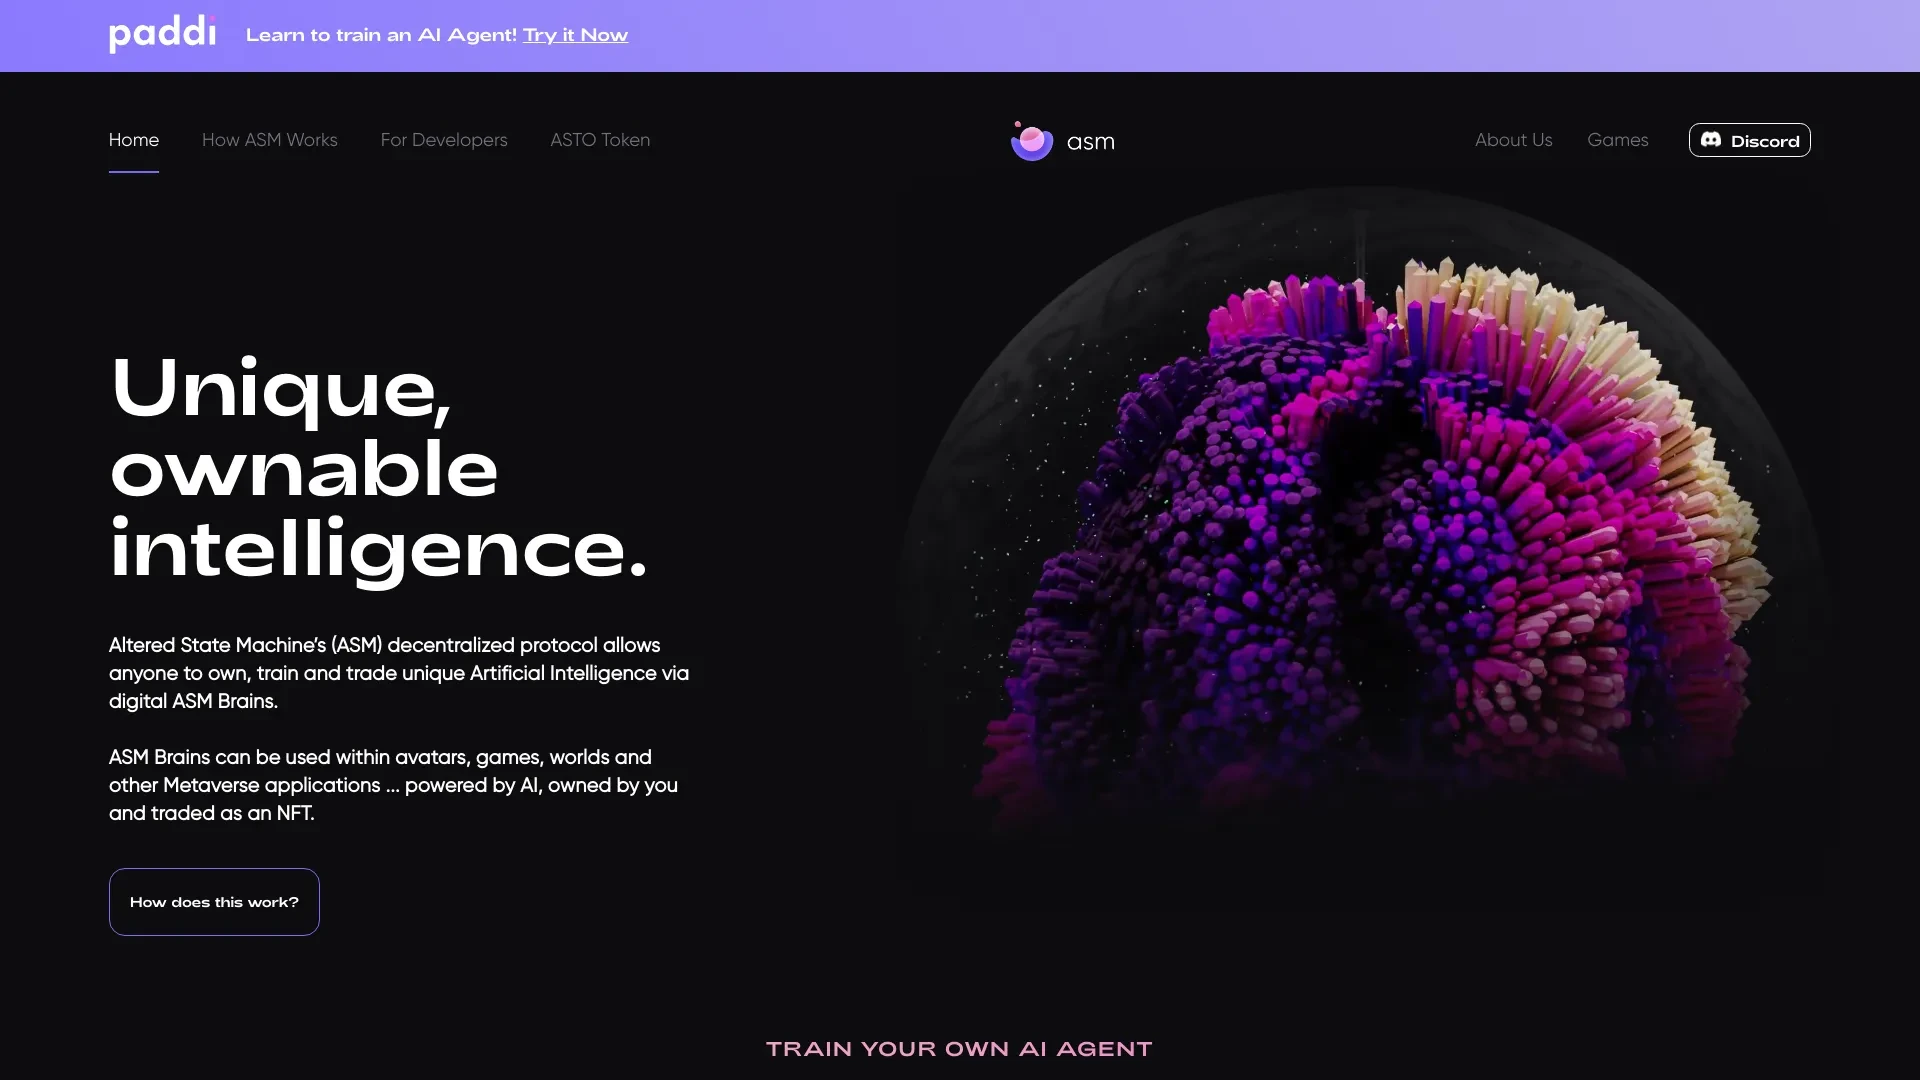 paddi
Learn to train an AI Agent! Try it Now
Home
How ASM Works
For Developers
ASTO Token
asm
About Us
Games
Discord
Unique,
ownable
intelligence.
Altered State Machine’s (ASM) decentralized protocol allows
anyone to own, train and trade unique Artificial Intelligence via
digital ASM Brains.
ASM Brains can be used within avatars, games, worlds and
other Metaverse applications ... powered by AI, owned by you
and traded as an NFT.
How does this work?
TRAIN YOUR OWN AI AGENT